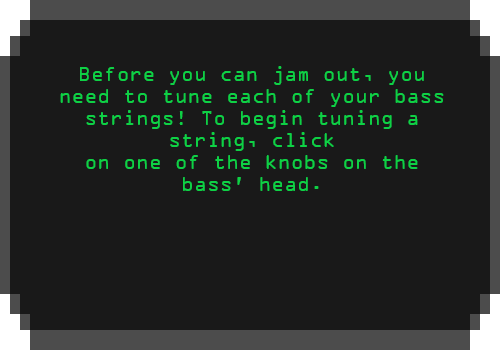 Before you can jam out, you
need to tune each of your bass
strings! To begin tuning a
string, click
on one of the knobs on the
bass' head.